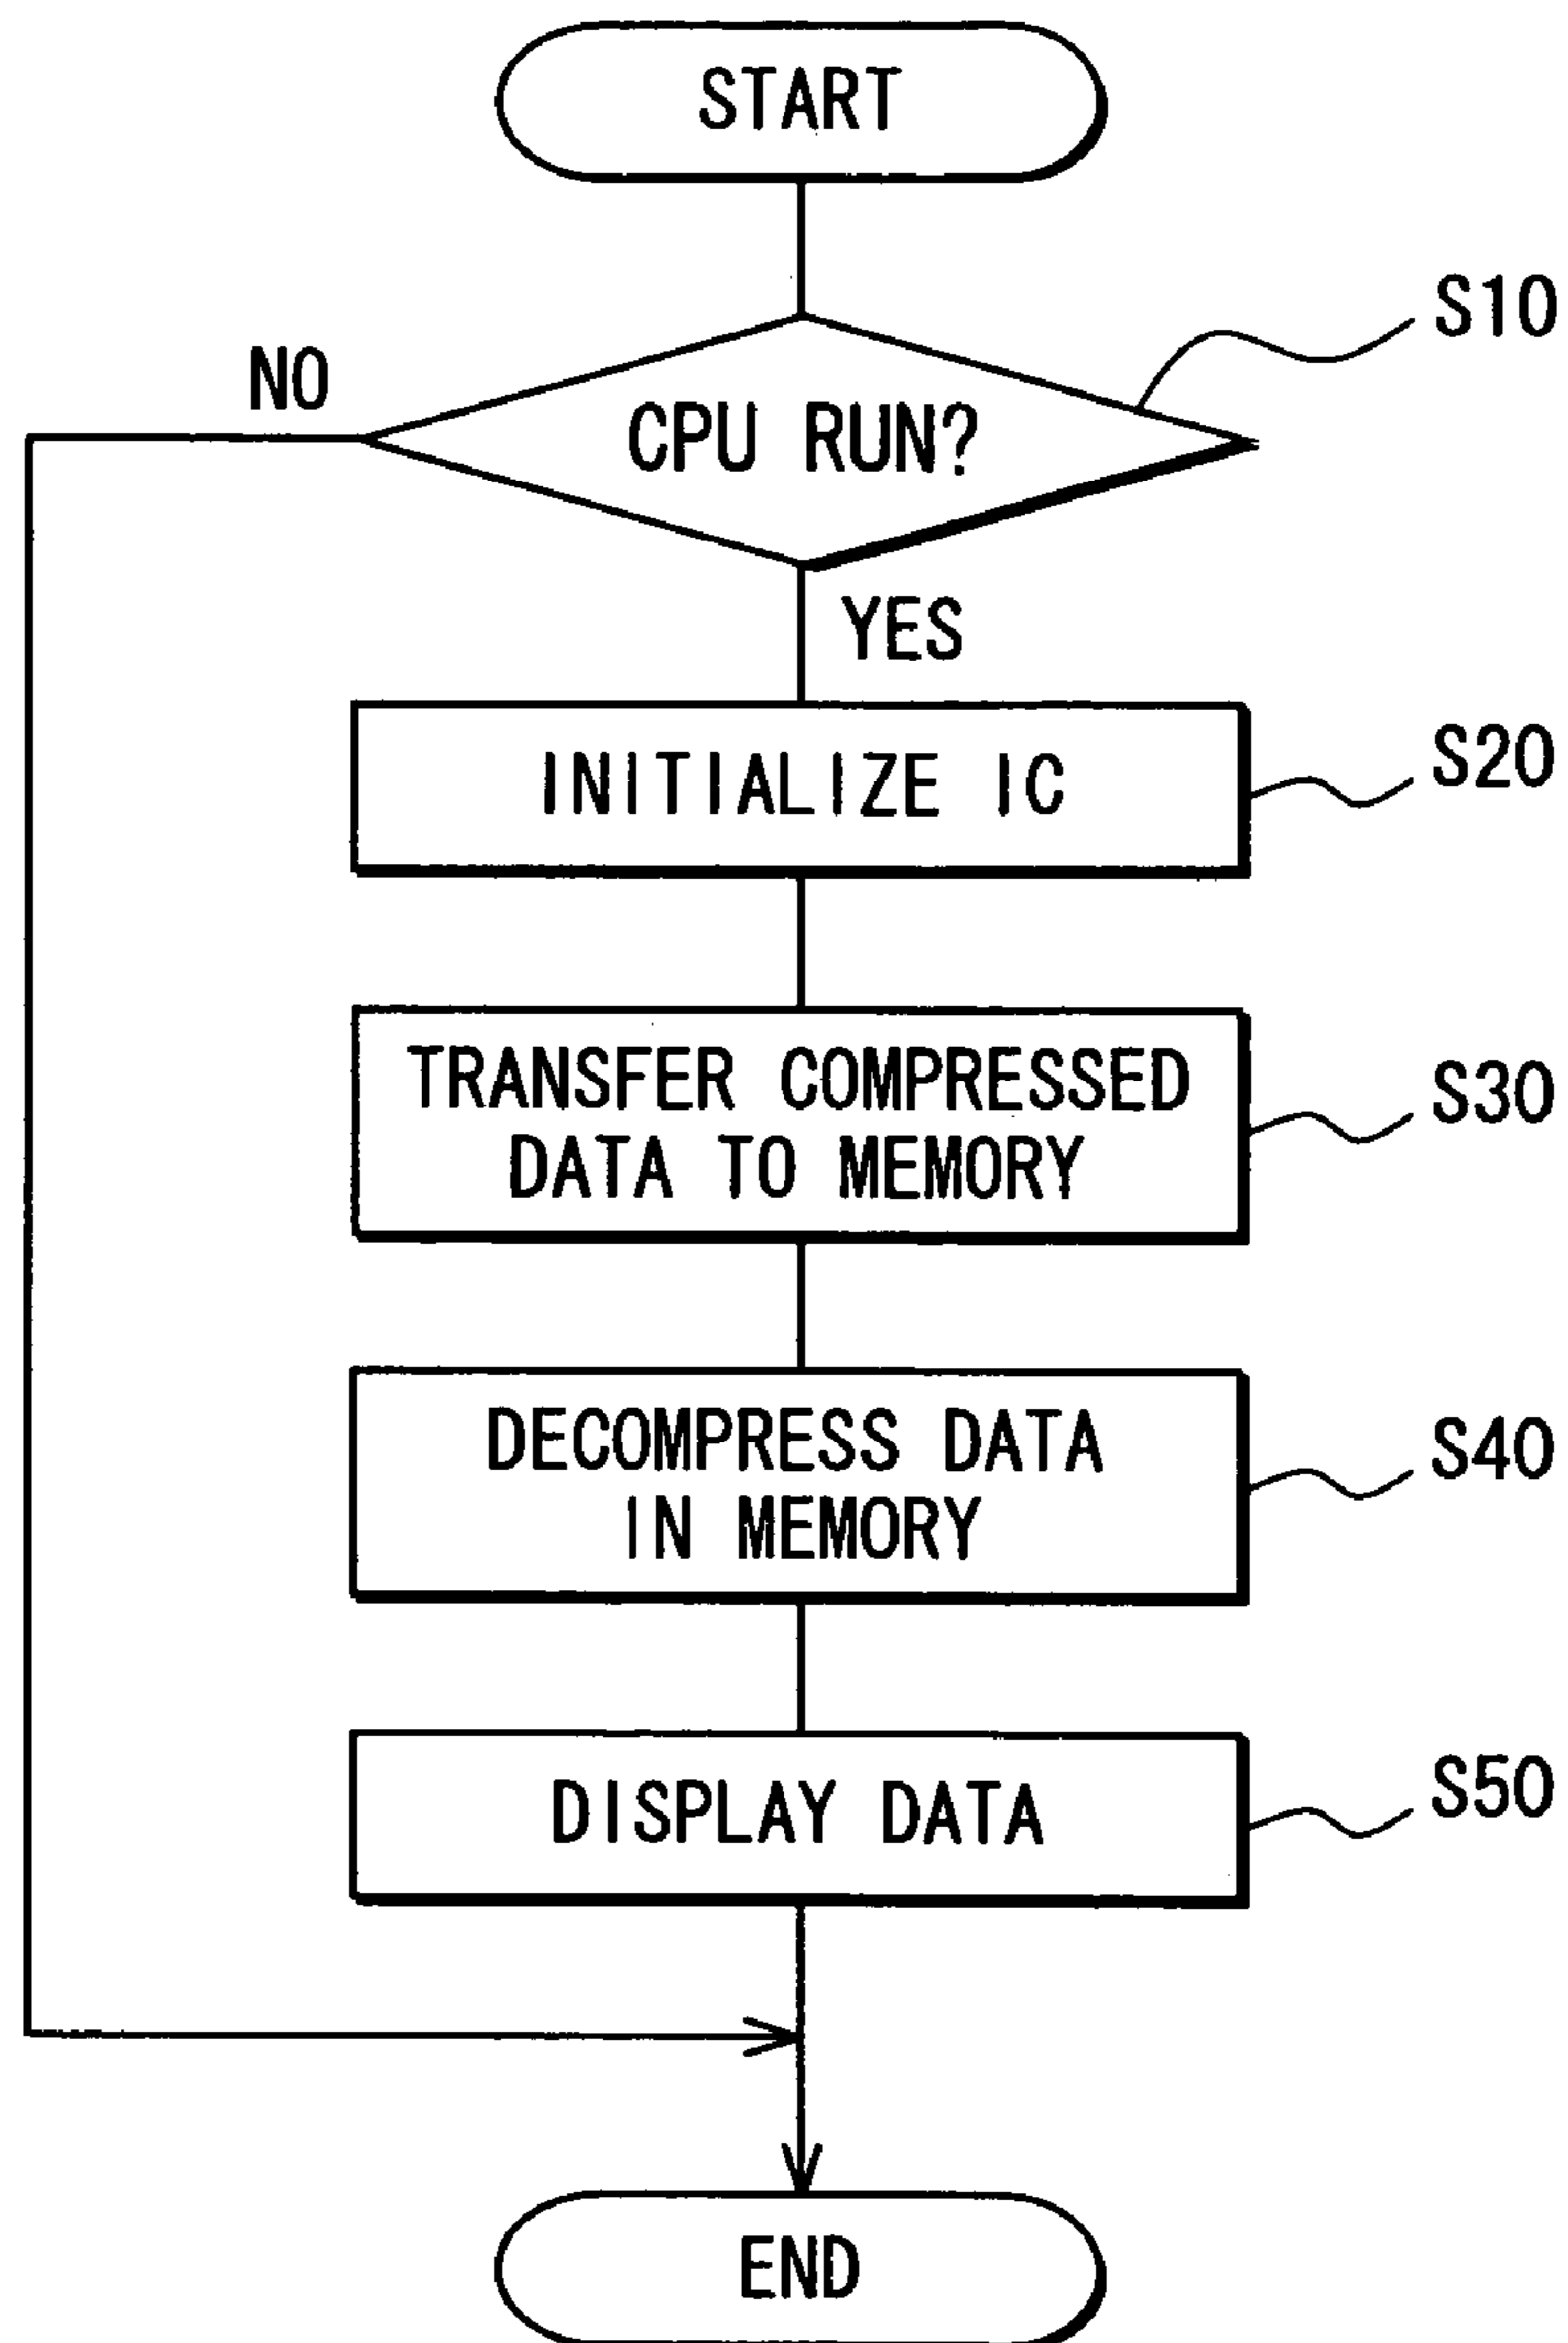 START
S10
NO
CPU RUN?
YES
INITIALIZE IC
S20
TRANSFER COMPRESSED
DATA TO MEMORY
S30
DECOMPRESS DATA
IN MEMORY
S40
DISPLAY DATA
S50
END